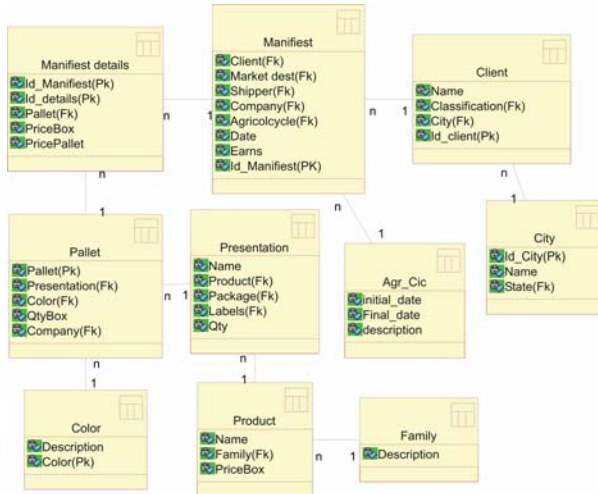 Manifiest details
Id_Manifiest(Pk)
Id_details(Pk)
Pallet(Fk)
PriceBox
PricePallet
n
1
Manifiest
Client(Fk)
Market dest(Fk)
Shipper(Fk)
Company(Fk)
Agricolcycle(Fk)
Date
Earns
Id_Manifiest(PK)
n
1
Client
Name
Classification(Fk)
City(Fk)
Id_client(Pk)
n
1
n
1
n
1
Pallet
Pallet(Pk)
Presentation(Fk)
Color(Fk)
QtyBox
Company(Fk)
n
1
Presentation
Name
Product(Fk)
Package(Fk)
Labels(Fk)
Qty
Agr_Cic
initial_date
Final_date
description
City
Id_City(Pk)
Name
State(Fk)
n
1
n
1
Color
Description
Color(Pk)
Product
Name
Family(Fk)
PriceBox
n
1
Family
Description